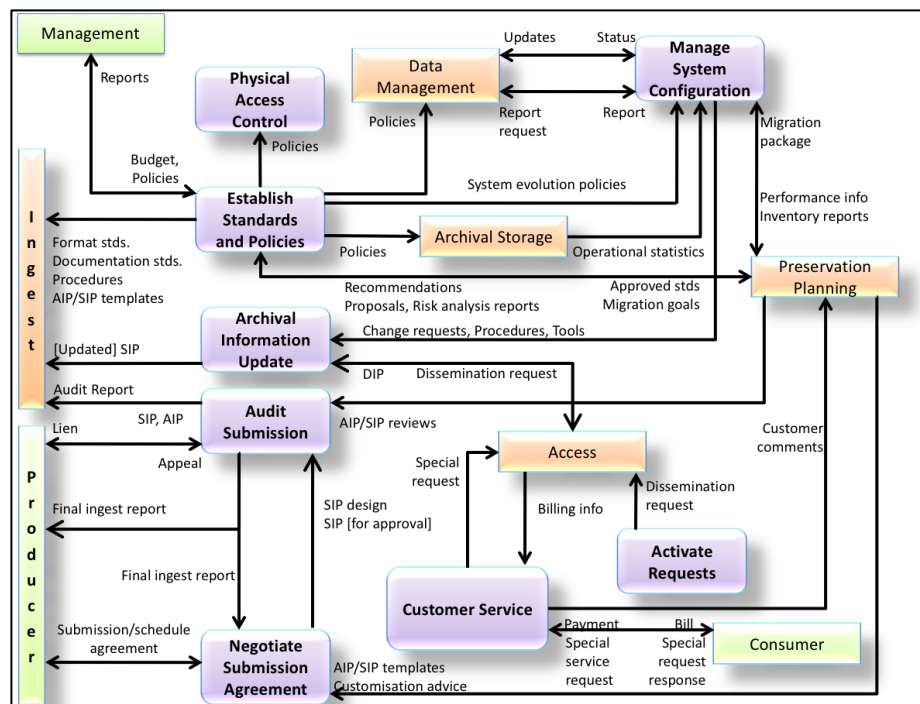 Management
Reports
Physical
Access
Control
Policies
Data
Management
Policies
Updates
Status
Report
request
Report
Manage
System
Configuration
Migration
package
Performance info
Inventory reports
Budget,
Policies
Establish
Standards
and Policies
System evolution policies
Policies
Archival Storage
Operational statistics
Ingest
Format stds.
Documentation stds.
Procedures
AIP/SIP templates
Recommendations
Proposals, Risk analysis reports
Approved stds
Migration goals
Preservation
Planning
Archival
Information
Update
Change requests, Procedures, Tools
[Updated] SIP
DIP
Dissemination request
Audit Report
SIP, AIP
Audit
Submission
AIP/SIP reviews
Lien
Appeal
Producer
Customer
comments
Access
Special
request
Billing info
Dissemination
request
SIP design
SIP [for approval]
Final ingest report
Final ingest report
Activate
Requests
Customer Service
Payment
Special
service
request
Bill
Special
request
response
Consumer
Submission/schedule
agreement
Negotiate
Submission
Agreement
AIP/SIP templates
Customisation advice